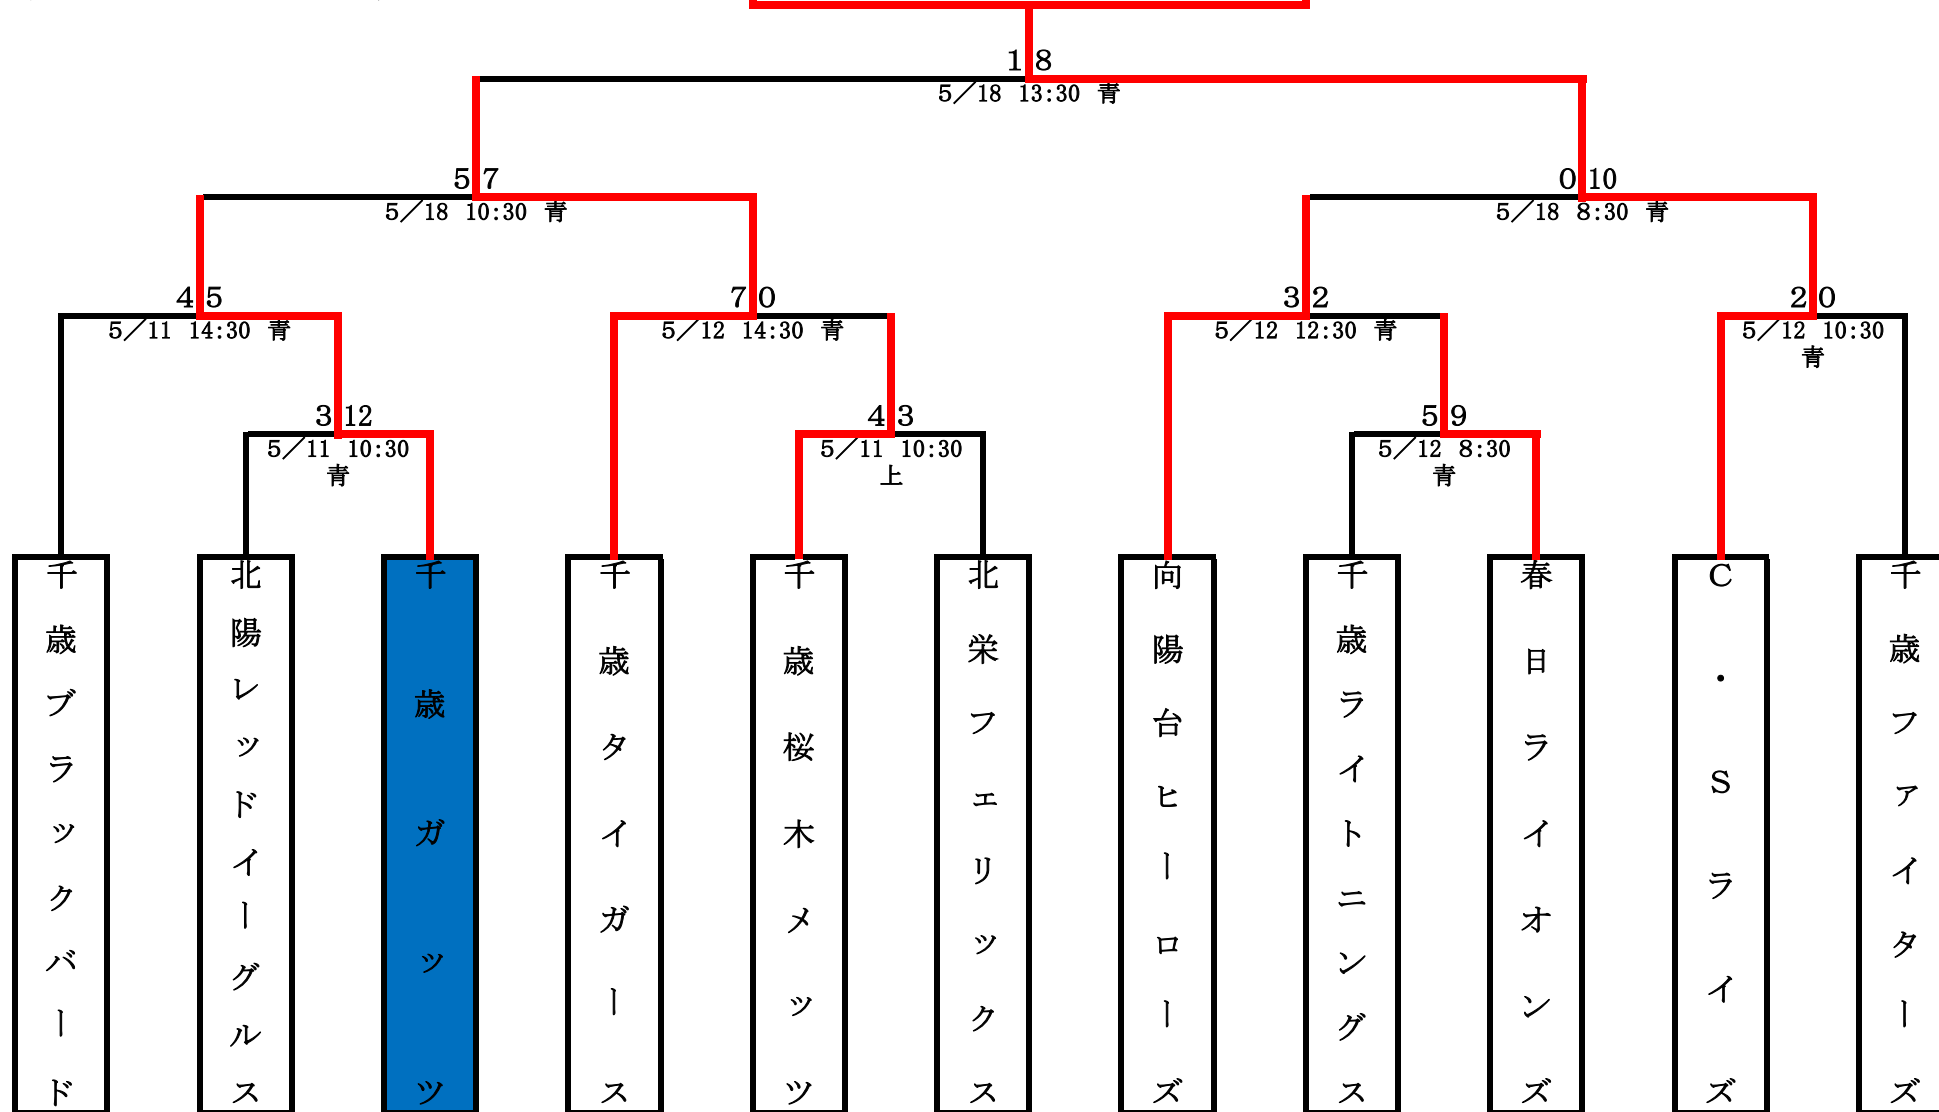 1 8
5／18 13:30 青
5 7
5／18 10:30 青
0 10
5／18 8:30 青
4 5
5／11 14:30 青
7 0
5／12 14:30 青
3 2
5／12 12:30 青
2 0
5／12 10:30
青
3 12
5／11 10:30
青
4 3
5／11 10:30
上
5 9
5／12 8:30
青
千歳ブラックバード
北陽レッドイーグルス
千歳ガッツ
千歳タイガース
千歳桜木メッツ
北栄フェリックス
向陽台ヒーローズ
千歳ライトニングス
春日ライオンズ
C・Sライズ
千歳ファイターズ